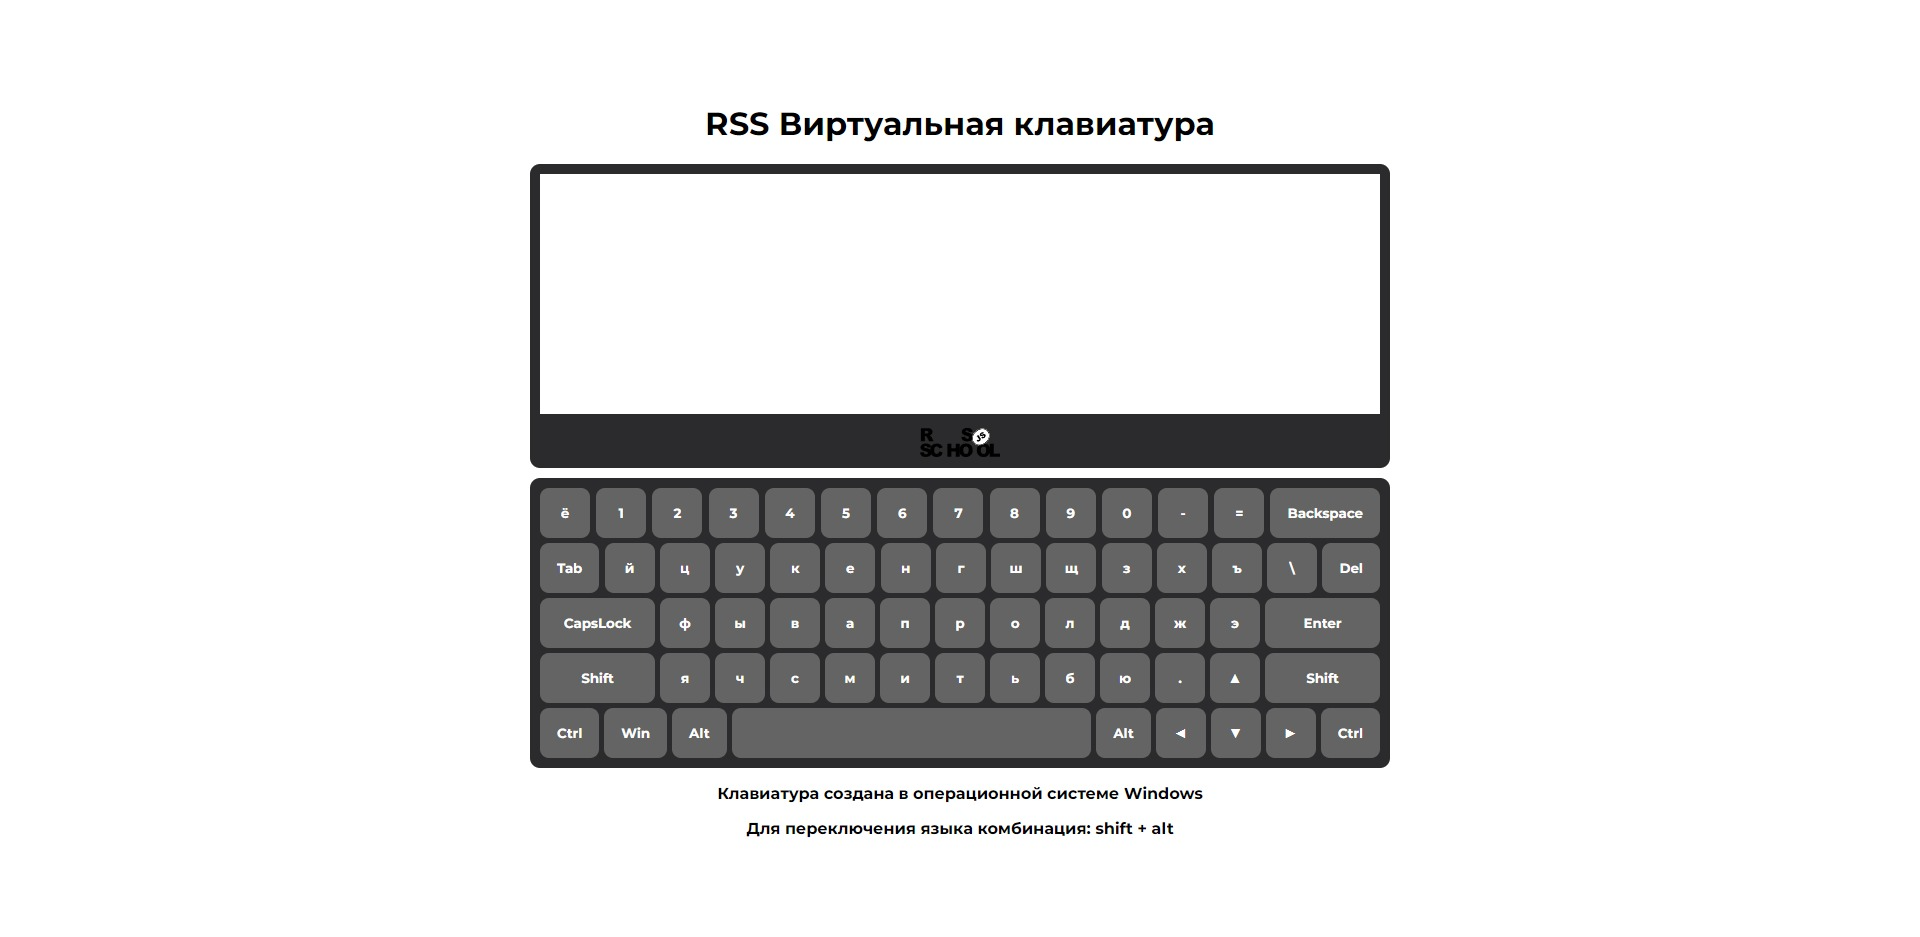 RSS Виртуальная клавиатура
R S JS
SCHOOL
ё 1 2 3 4 5 6 7 8 9 0 - = Backspace
Tab й ц у к е н г ш щ з х ъ \ Del
CapsLock ф ы в а п р о л д ж э Enter
Shift я ч с м и т ь б ю . ▲ Shift
Ctrl Win Alt Alt ◄ ▼ ► Ctrl
Клавиатура создана в операционной системе Windows
Для переключения языка комбинация: shift + alt